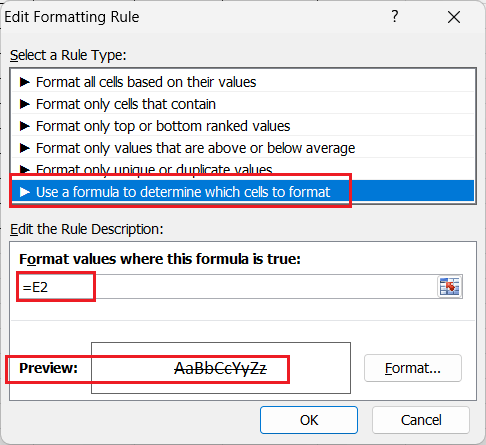 Edit Formatting Rule
?
Select a Rule Type:
► Format all cells based on their values
► Format only cells that contain
► Format only top or bottom ranked values
► Format only values that are above or below average
► Format only unique or duplicate values
► Use a formula to determine which cells to format
Edit the Rule Description:
Format values where this formula is true:
=E2
Preview: AaBbCcYyZz Format...
OK Cancel